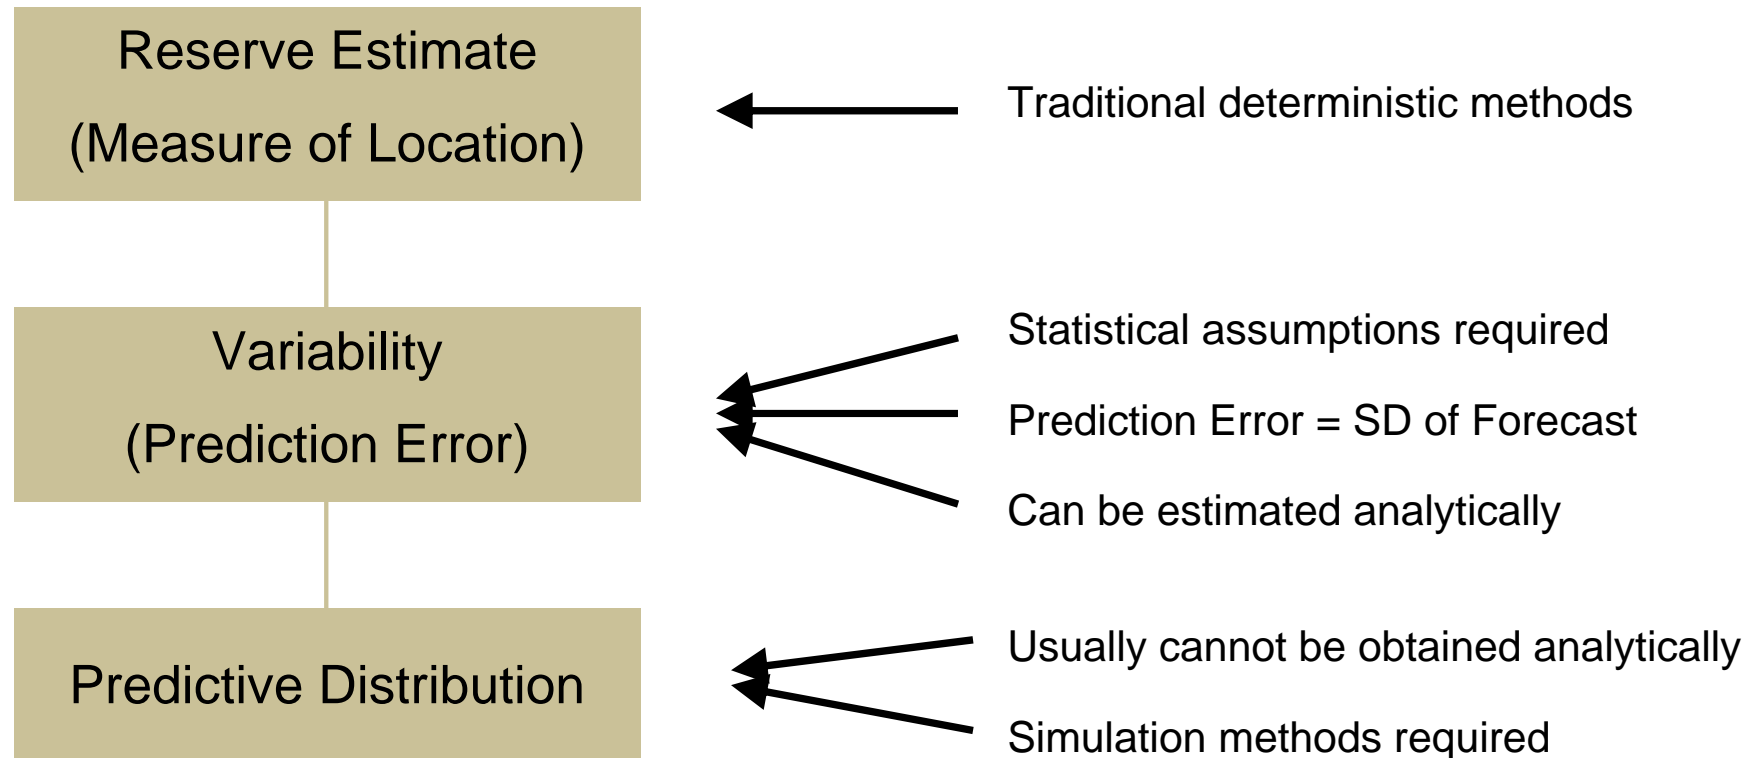 Reserve Estimate
(Measure of Location)
Traditional deterministic methods
Variability
(Prediction Error)
Statistical assumptions required
Prediction Error = SD of Forecast
Can be estimated analytically
Predictive Distribution
Usually cannot be obtained analytically
Simulation methods required